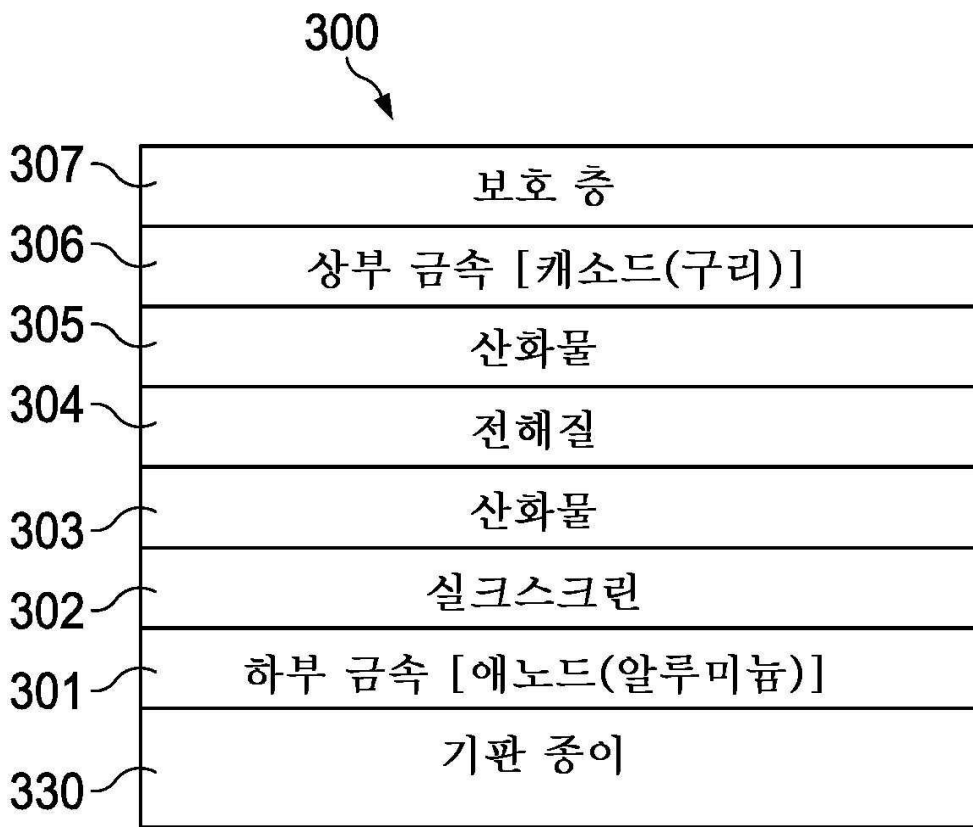 300
307 보호 층
306 상부 금속 [캐소드(구리)]
305 산화물
304 전해질
303 산화물
302 실크스크린
301 하부 금속 [애노드(알루미늄)]
330 기판 종이